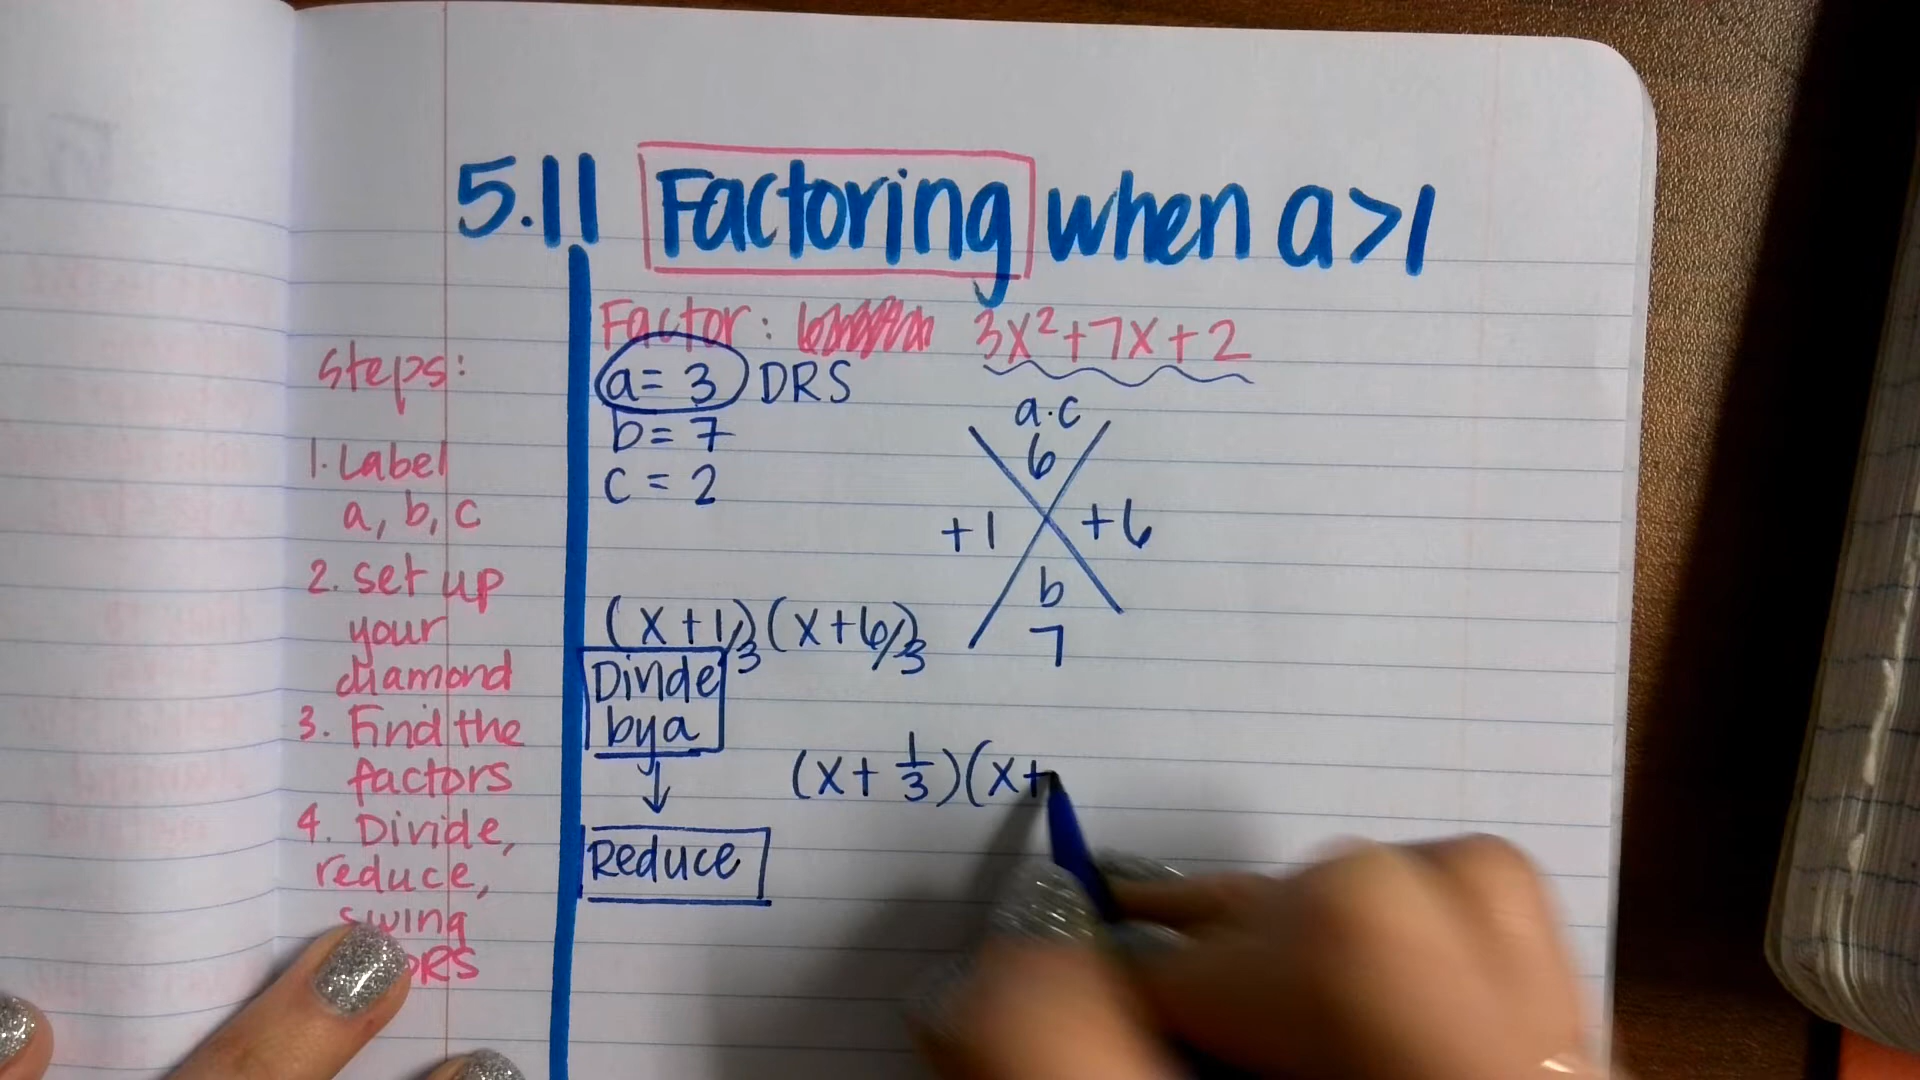 5.11 Factoring when a>1
Factor: 3x²+7x+2
Steps:
1. Label
a, b, c
2. set up
your
diamond
3. Find the
factors
4. Divide,
reduce,
swing
DRS
a = 3 DRS
b = 7
c = 2
a·c
6
+1 +6
b
7
(x+1/3)(x+6/3)
Divide
by a
↓
(x + 1/3)(x+
Reduce